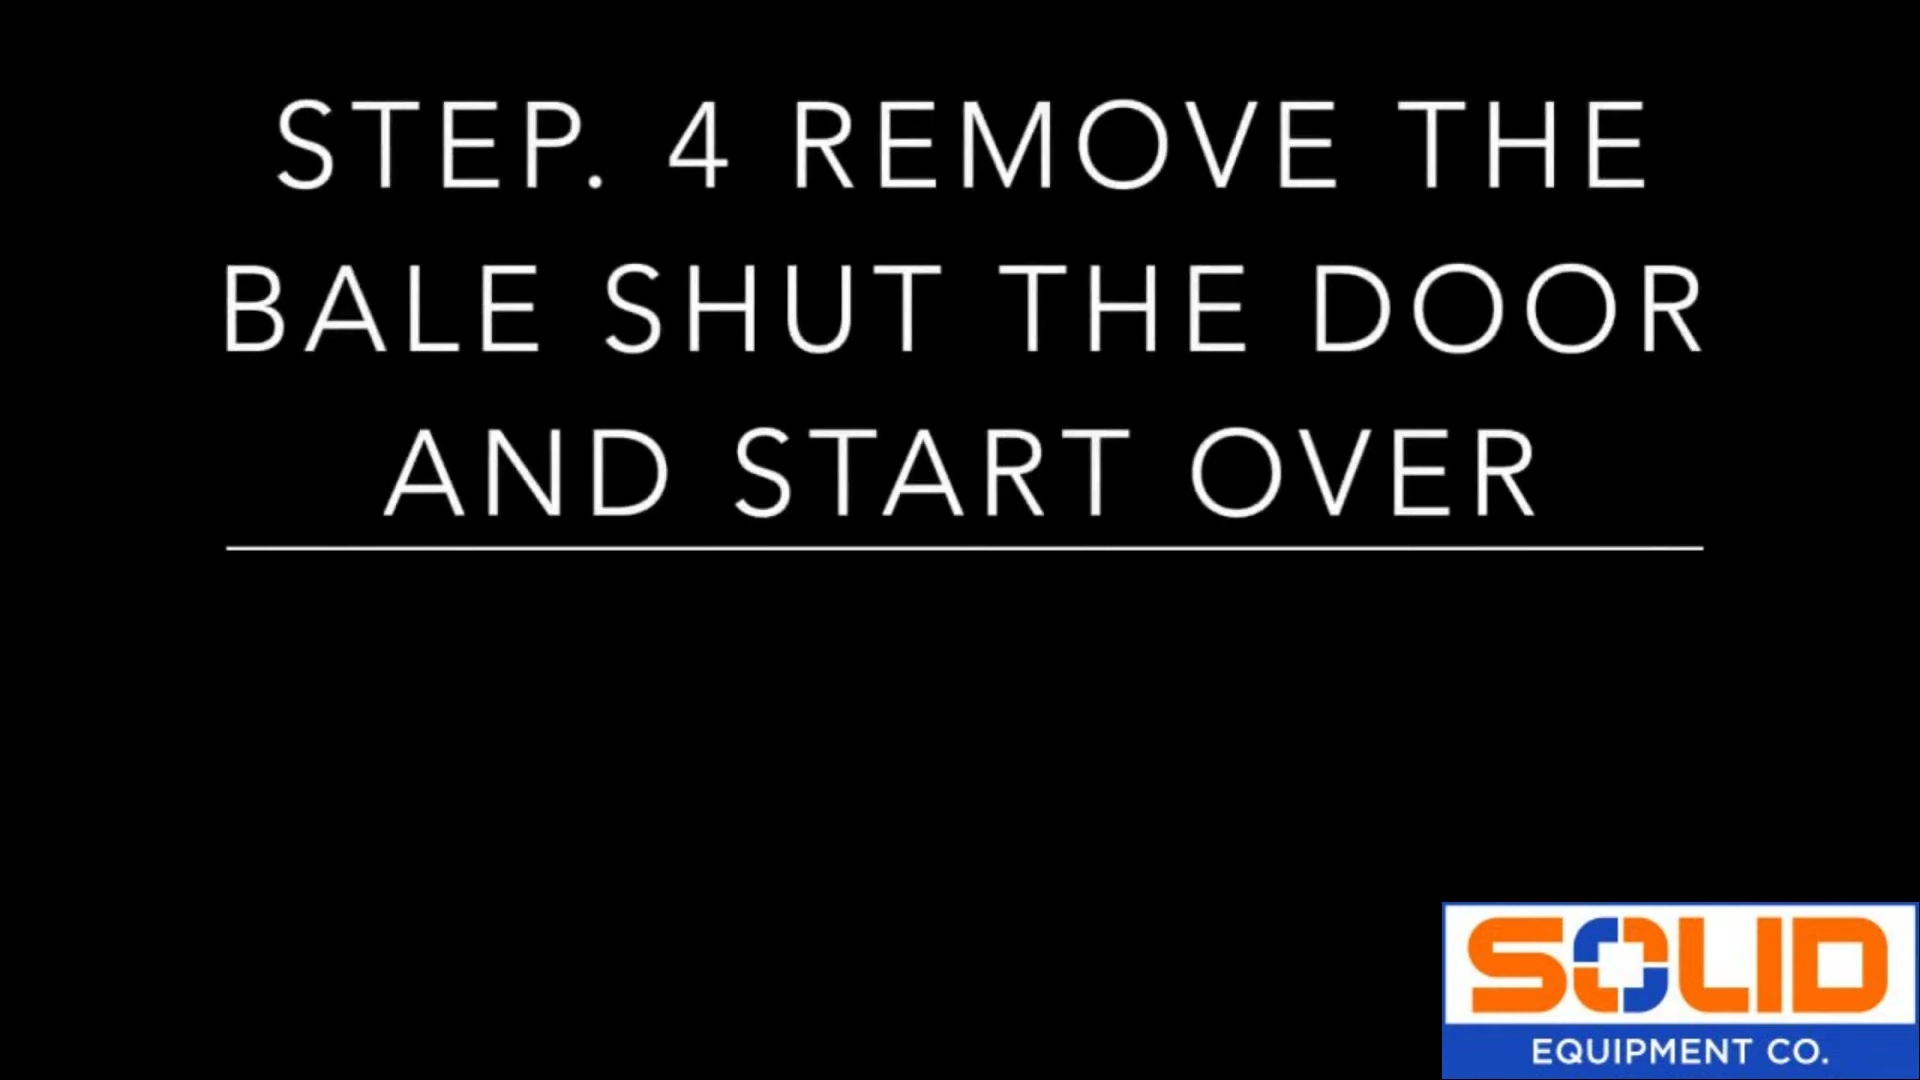 STEP. 4 REMOVE THE
BALE SHUT THE DOOR
AND START OVER
SOLID
EQUIPMENT CO.